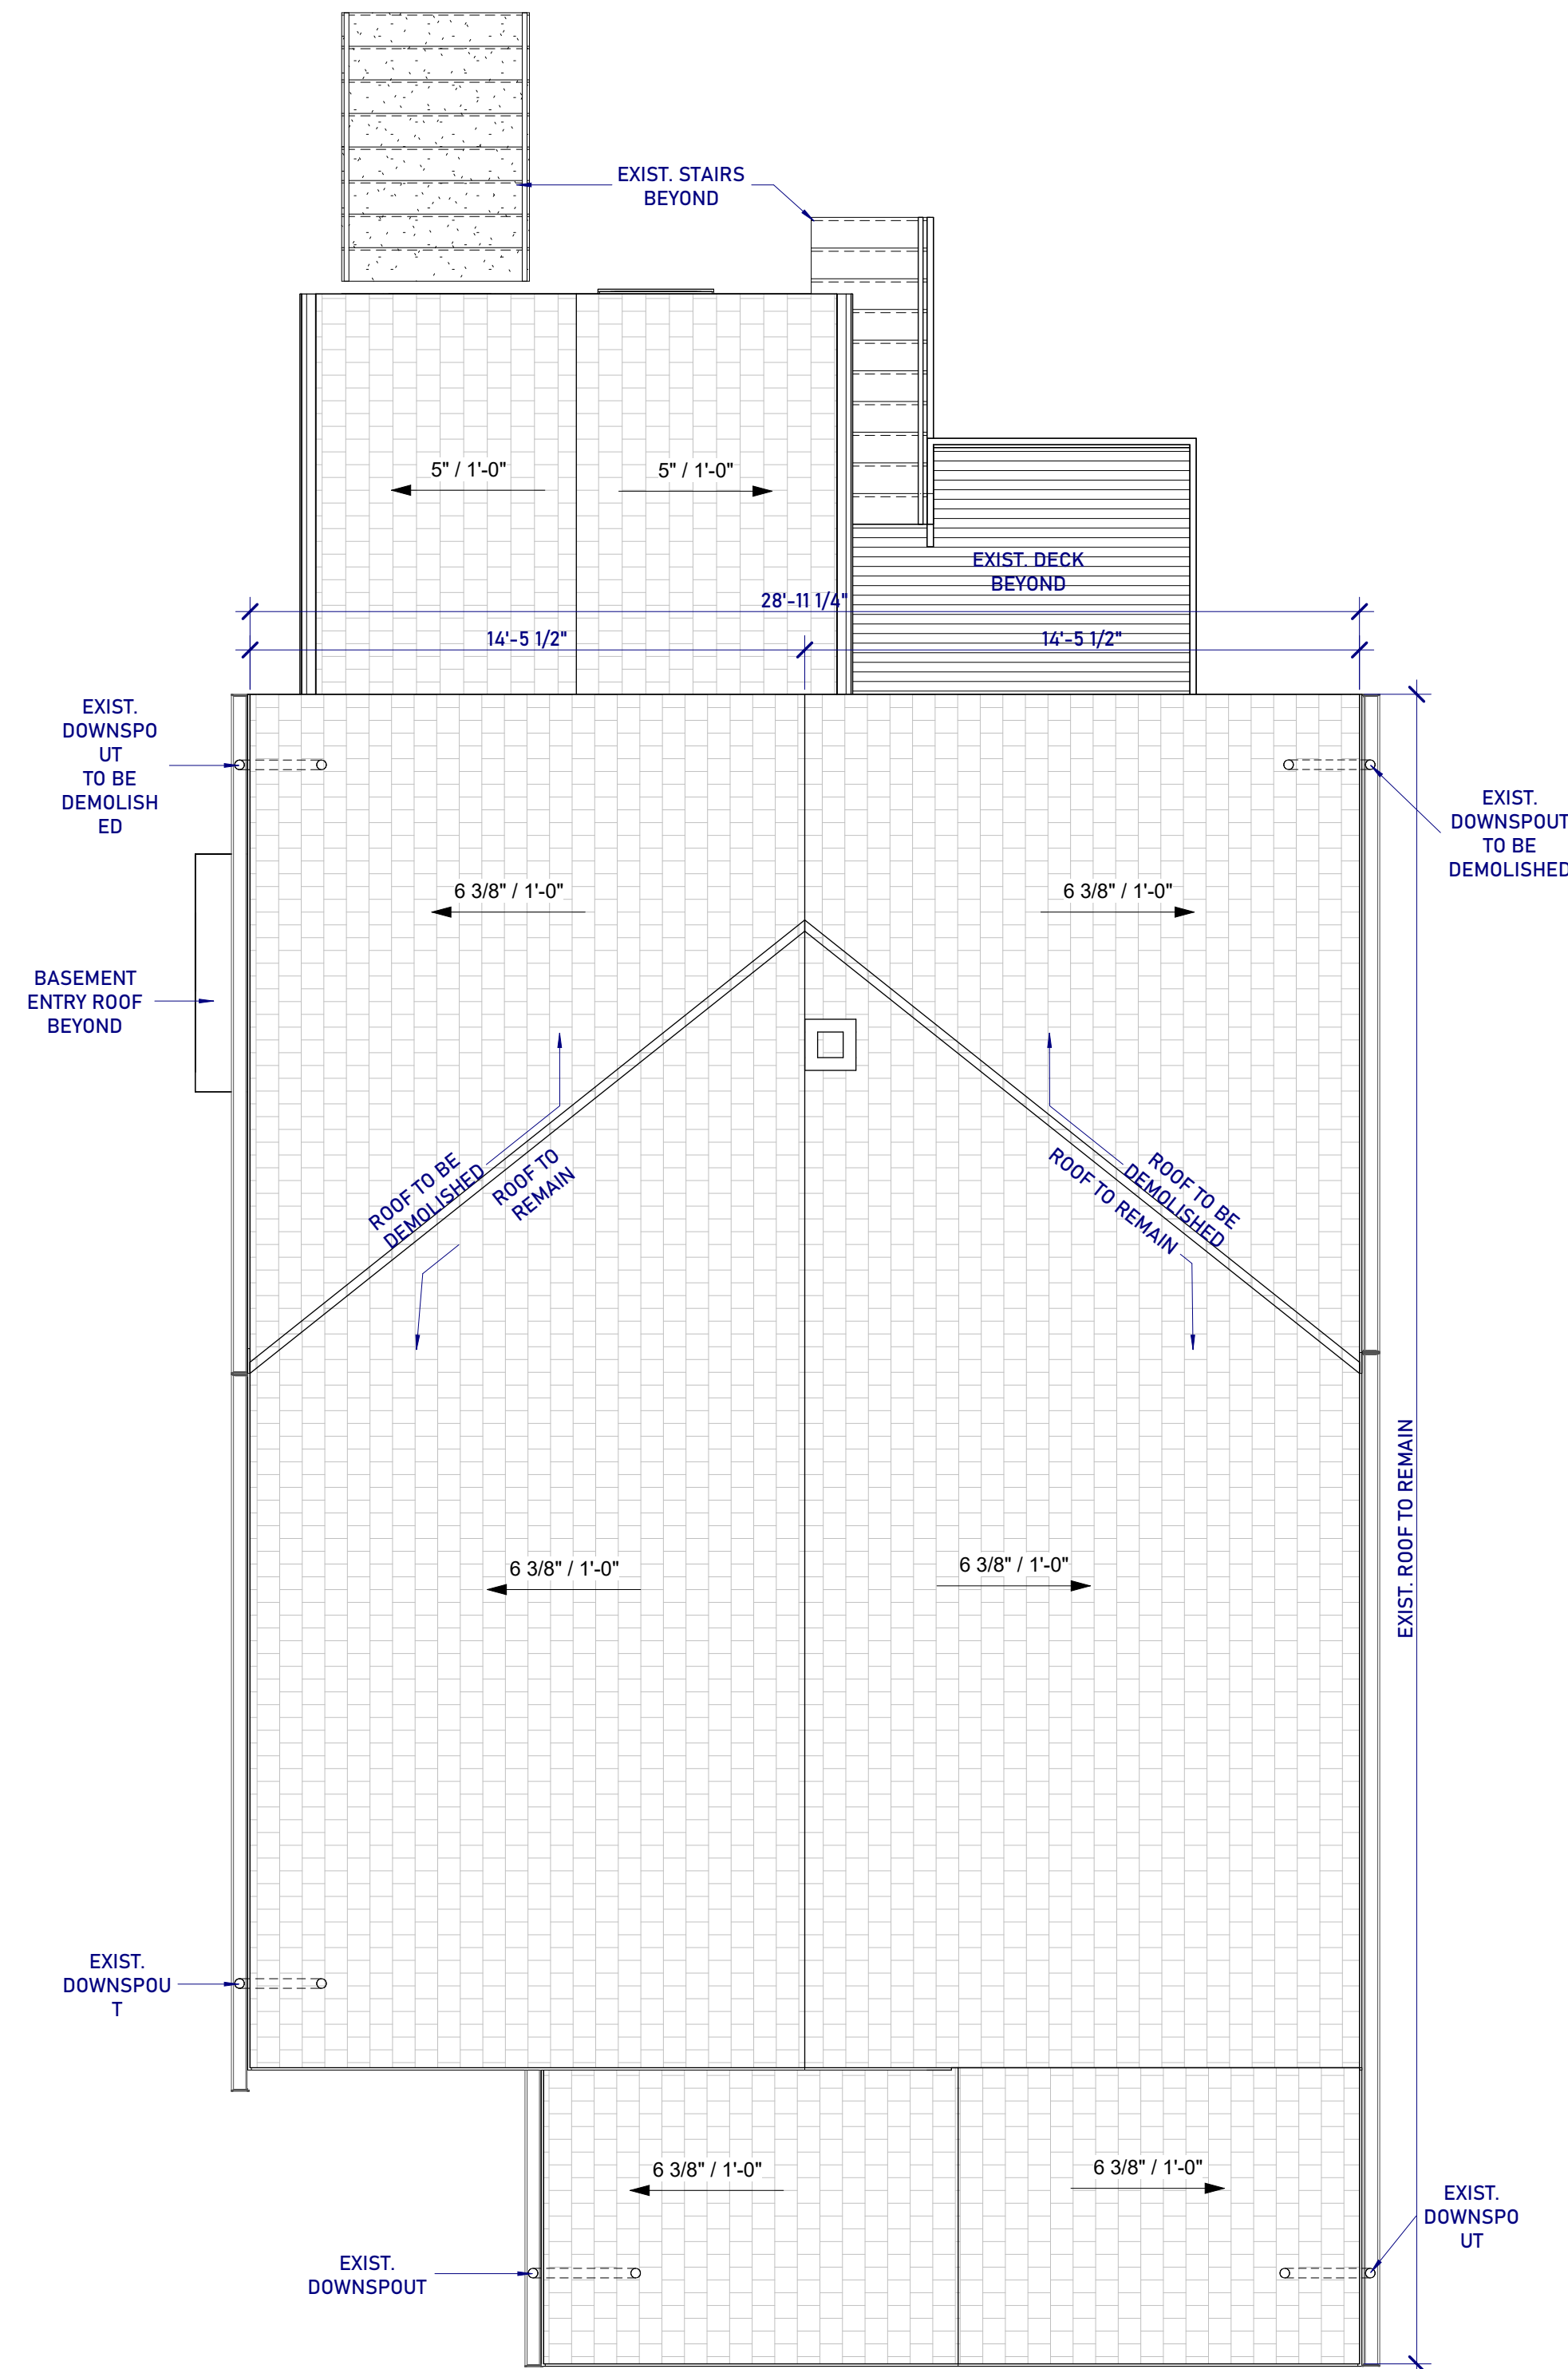 EXIST. STAIRS
BEYOND
5" / 1'-0"
5" / 1'-0"
EXIST. DECK
BEYOND
28'-11 1/4"
14'-5 1/2"
14'-5 1/2"
EXIST.
DOWNSPO
UT
TO BE
DEMOLISH
ED
EXIST.
DOWNSPOUT
TO BE
DEMOLISHED
6 3/8" / 1'-0"
6 3/8" / 1'-0"
BASEMENT
ENTRY ROOF
BEYOND
ROOF TO BE
DEMOLISHED
ROOF TO
REMAIN
ROOF TO BE
DEMOLISHED
ROOF TO REMAIN
EXIST. ROOF TO REMAIN
6 3/8" / 1'-0"
6 3/8" / 1'-0"
EXIST.
DOWNSPOU
T
6 3/8" / 1'-0"
6 3/8" / 1'-0"
EXIST.
DOWNSPO
UT
EXIST.
DOWNSPOUT